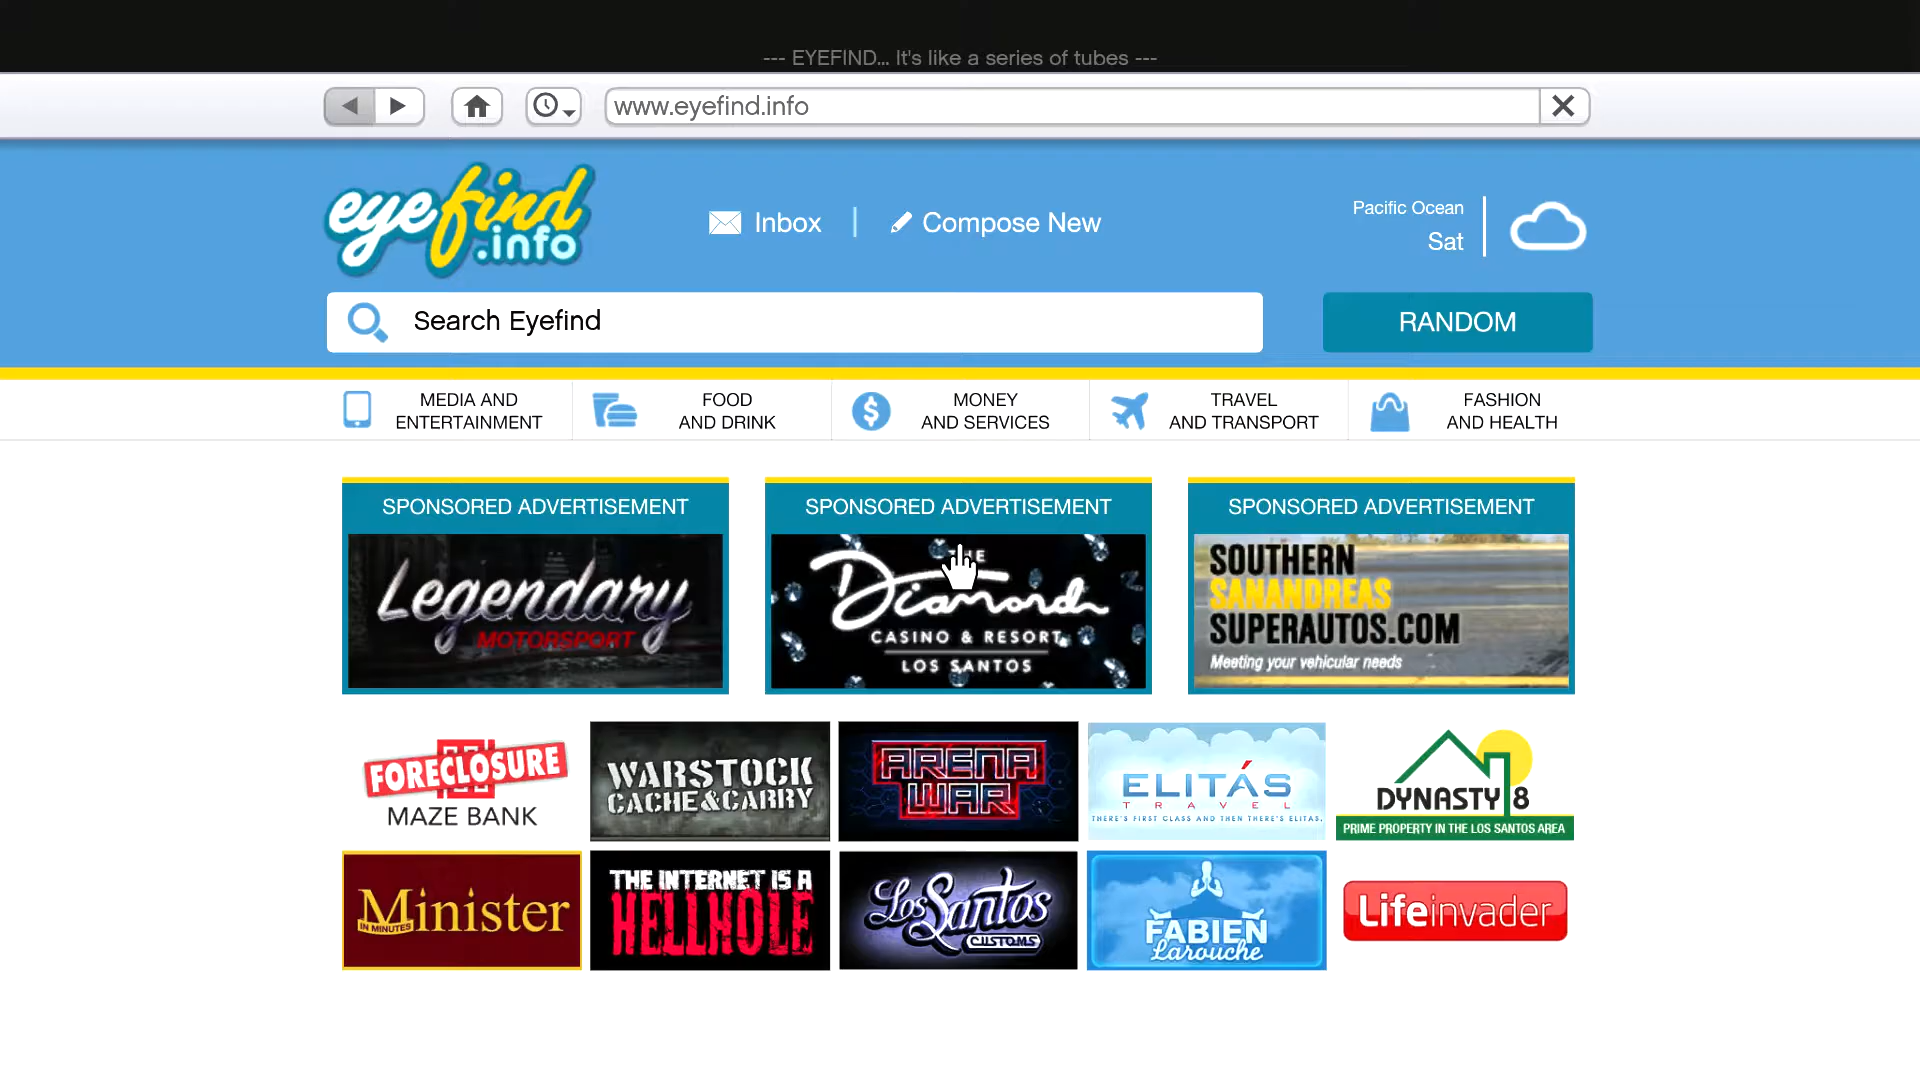 --- EYEFIND... It's like a series of tubes ---
www.eyefind.info
eyefind
.info
Inbox
Compose New
Pacific Ocean
Sat
Search Eyefind
RANDOM
MEDIA AND
ENTERTAINMENT
FOOD
AND DRINK
MONEY
AND SERVICES
TRAVEL
AND TRANSPORT
FASHION
AND HEALTH
SPONSORED ADVERTISEMENT
Legendary
MOTORSPORT
SPONSORED ADVERTISEMENT
THE
Diamond
CASINO & RESORT
LOS SANTOS
SPONSORED ADVERTISEMENT
SOUTHERN
SANANDREAS
SUPERAUTOS.COM
Meeting your vehicular needs
FORECLOSURE
MAZE BANK
WARSTOCK
CACHE&CARRY
ARENA
WAR
ELITÁS
TRAVEL
THERE'S FIRST CLASS AND THEN THERE'S ELITAS.
DYNASTY 8
PRIME PROPERTY IN THE LOS SANTOS AREA
Minister
IN MINUTES
THE INTERNET IS A
HELLHOLE
Los Santos
CUSTOMS
FABIEN
Larouche
Lifeinvader